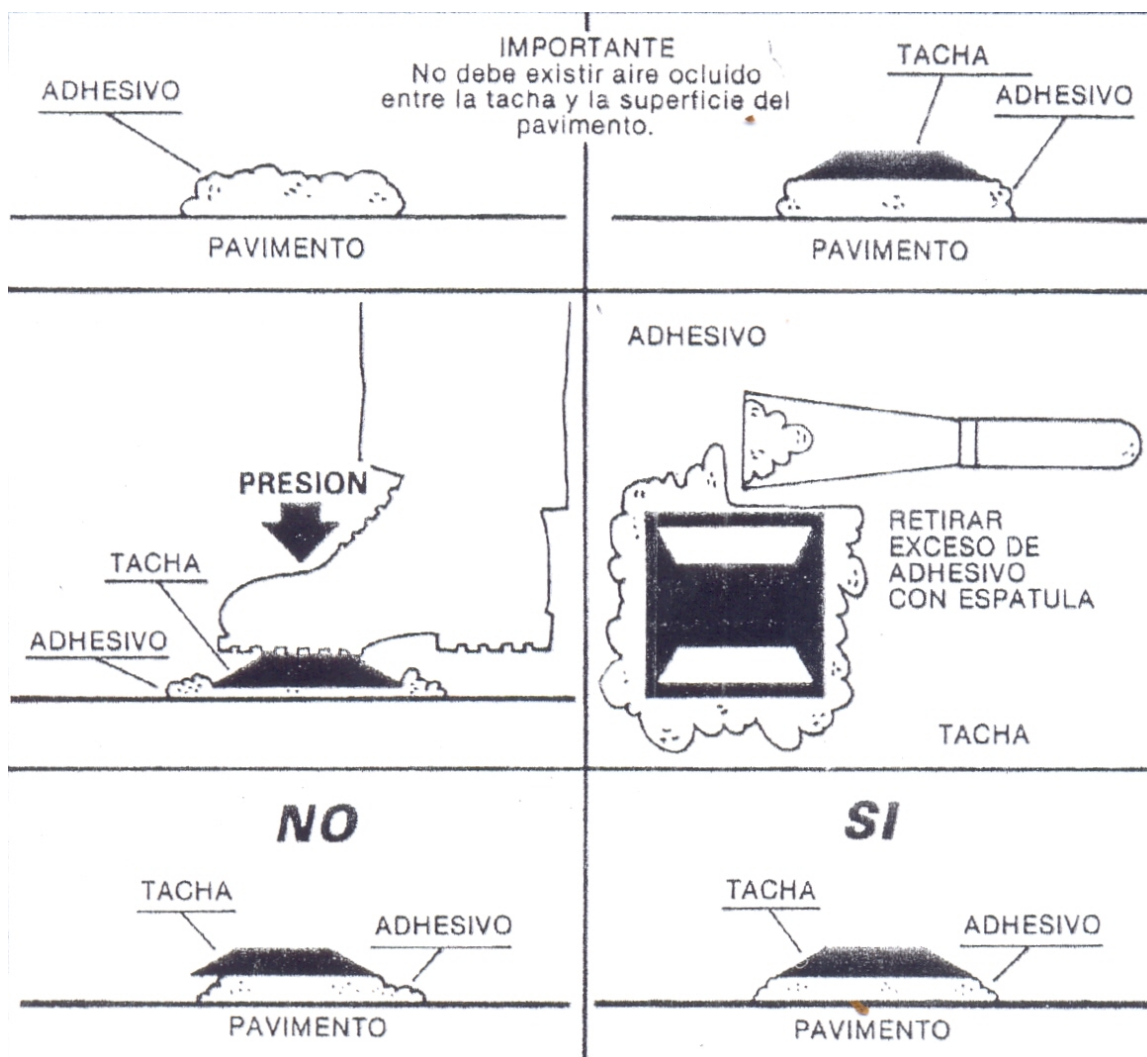 IMPORTANTE
No debe existir aire ocluído
entre la tacha y la superficie del
pavimento.
ADHESIVO
PAVIMENTO
TACHA
ADHESIVO
PAVIMENTO
PRESION
TACHA
ADHESIVO
ADHESIVO
RETIRAR
EXCESO DE
ADHESIVO
CON ESPATULA
TACHA
NO
TACHA
ADHESIVO
PAVIMENTO
SI
TACHA
ADHESIVO
PAVIMENTO